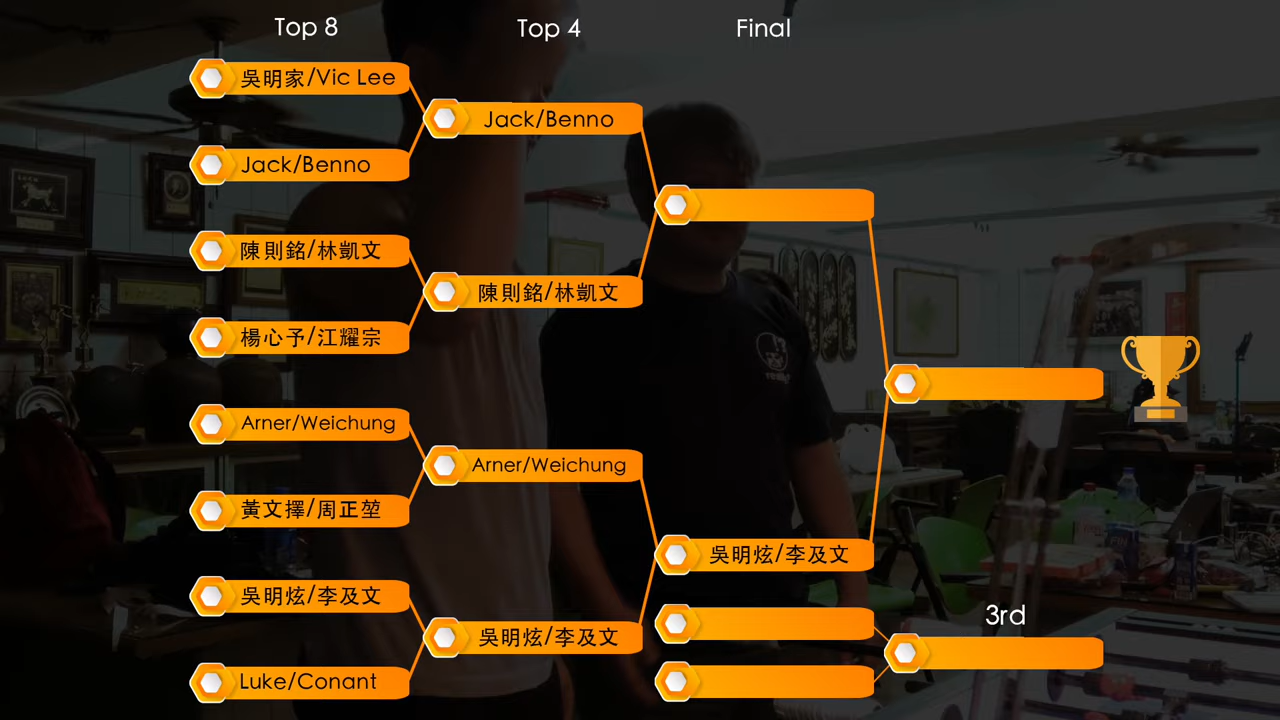 Top 8
Top 4
Final
吳明家/Vic Lee
Jack/Benno
陳則銘/林凱文
楊心予/江耀宗
Arner/Weichung
黃文擇/周正堃
吳明炫/李及文
Luke/Conant
Jack/Benno
陳則銘/林凱文
Arner/Weichung
吳明炫/李及文
吳明炫/李及文
3rd